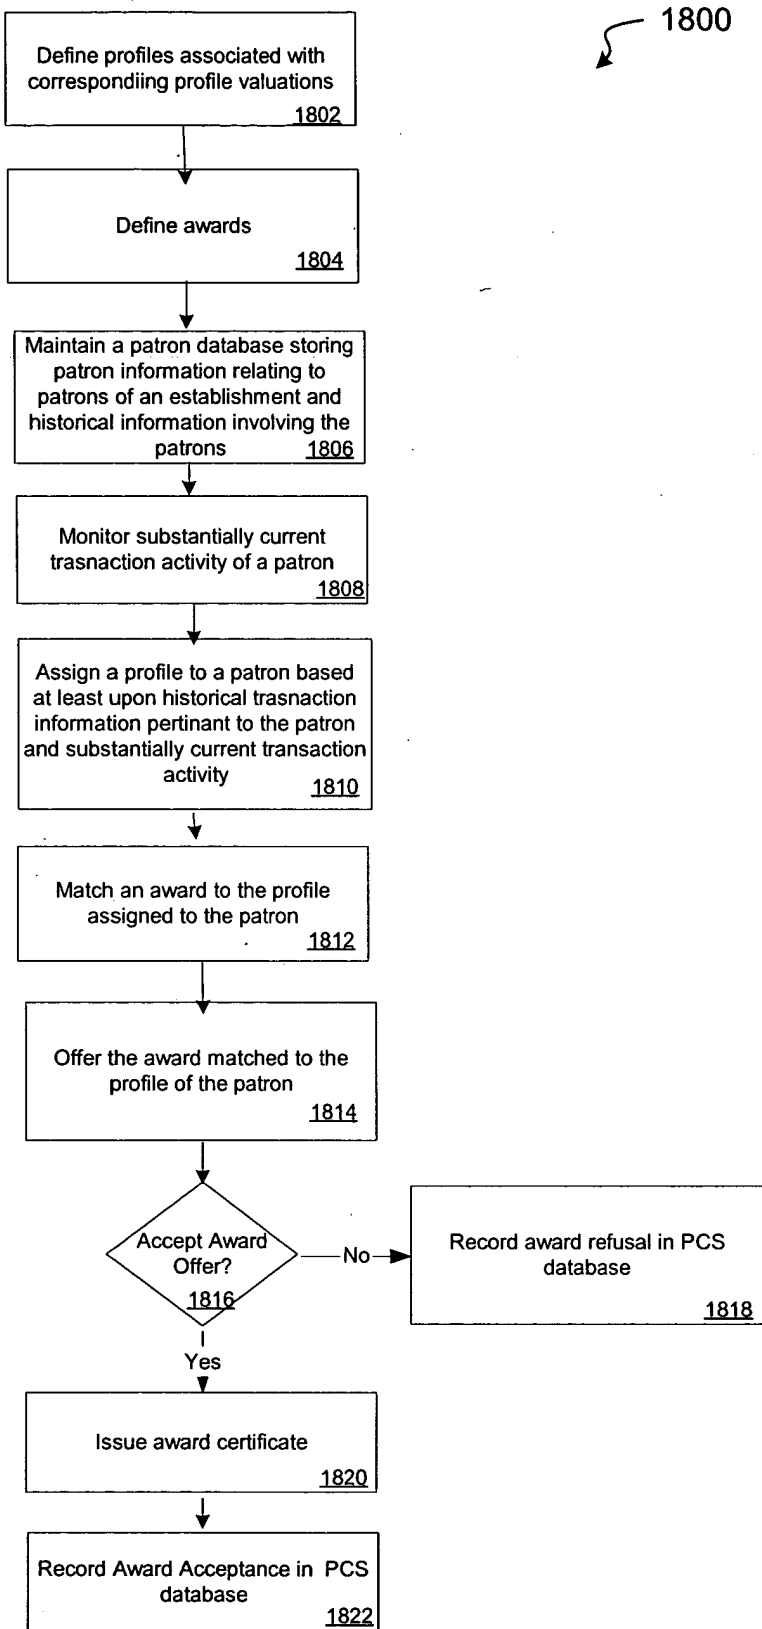 1800
Define profiles associated with
correspondiing profile valuations
1802
Define awards
1804
Maintain a patron database storing
patron information relating to
patrons of an establishment and
historical information involving the
patrons
1806
Monitor substantially current
trasnaction activity of a patron
1808
Assign a profile to a patron based
at least upon historical trasnaction
information pertinant to the patron
and substantially current transaction
activity
1810
Match an award to the profile
assigned to the patron
1812
Offer the award matched to the
profile of the patron
1814
Accept Award
Offer?
1816
No
Record award refusal in PCS
database
1818
Yes
Issue award certificate
1820
Record Award Acceptance in PCS
database
1822